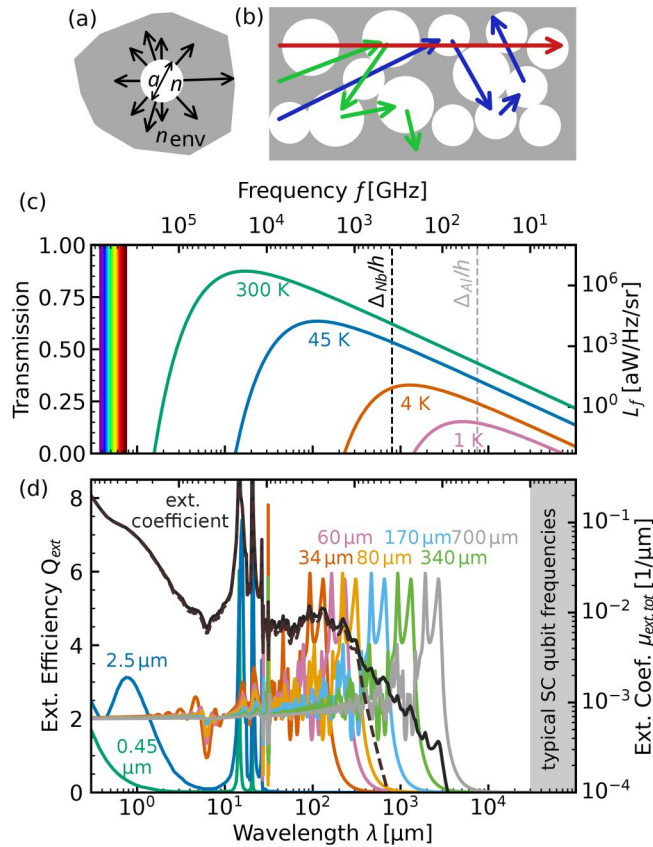 (a)
a
n
n env
(b)
Frequency f [GHz]
(c)
10^5 10^4 10^3 10^2 10^1
1.00
0.75
0.50
0.25
0.00
Transmission
300 K
45 K
4 K
1 K
Δ_Nb/h
Δ_Al/h
10^6
10^3
10^0
L_f [aW/Hz/sr]
(d)
8
6
4
2
0
Ext. Efficiency Q_ext
ext.
coefficient
60 μm 170 μm 700 μm
34 μm 80 μm 340 μm
2.5 μm
0.45
μm
typical SC qubit frequencies
10^-1
10^-2
10^-3
10^-4
Ext. Coef. μ_ext,tot [1/μm]
10^0 10^1 10^2 10^3 10^4
Wavelength λ [μm]